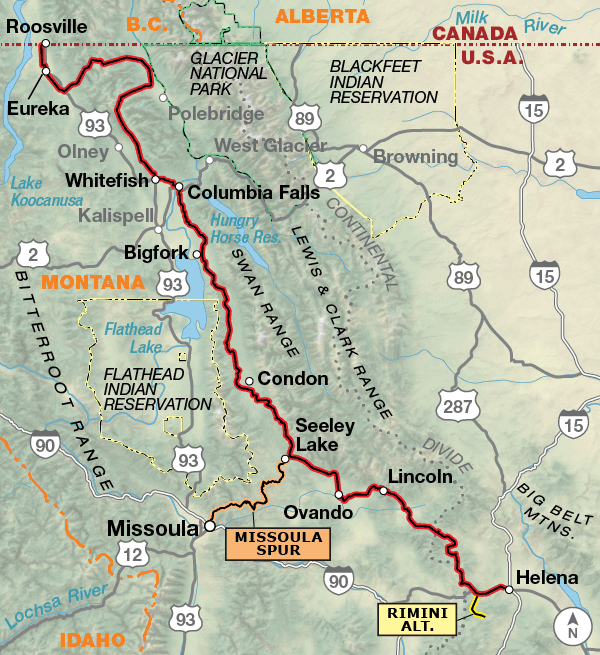 Roosville
B.C.
ALBERTA
Milk
River
CANADA
U.S.A.
GLACIER
NATIONAL
PARK
BLACKFEET
INDIAN
RESERVATION
Eureka
93
Polebridge
89
15
Olney
West Glacier
Browning
2
2
Whitefish
Columbia Falls
Lake
Koocanusa
Kalispell
Hungry
Horse Res.
CONTINENTAL
2
Bigfork
MONTANA
93
89
15
BITTERROOT RANGE
Flathead
Lake
SWAN RANGE
LEWIS & CLARK RANGE
FLATHEAD
INDIAN
RESERVATION
Condon
287
15
90
93
Seeley
Lake
DIVIDE
Lincoln
BIG BELT
MTNS.
Ovando
Missoula
MISSOULA
SPUR
12
90
Helena
Lochsa River
93
RIMINI
ALT.
IDAHO
N